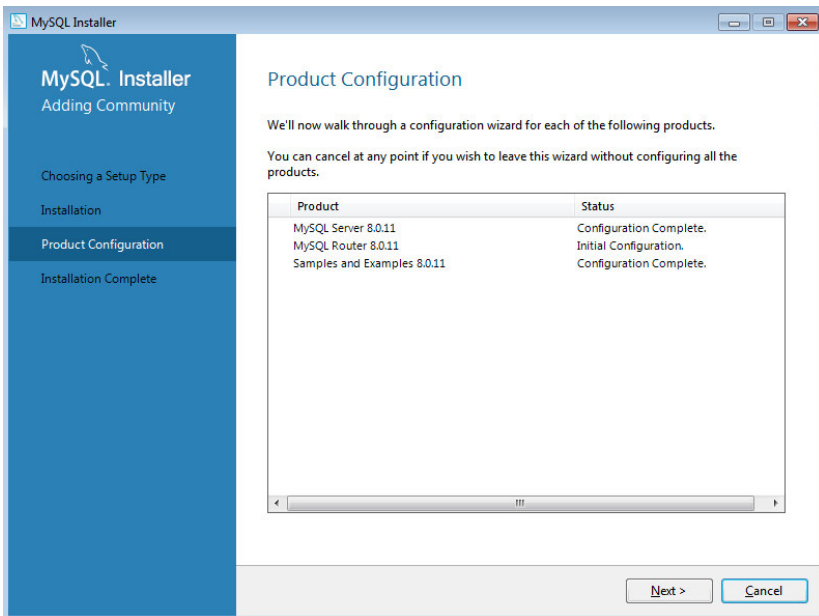 MySQL Installer
MySQL. Installer
Adding Community
Choosing a Setup Type
Installation
Product Configuration
Installation Complete
Product Configuration
We'll now walk through a configuration wizard for each of the following products.
You can cancel at any point if you wish to leave this wizard without configuring all the
products.
Product Status
MySQL Server 8.0.11 Configuration Complete.
MySQL Router 8.0.11 Initial Configuration.
Samples and Examples 8.0.11 Configuration Complete.
Next > Cancel